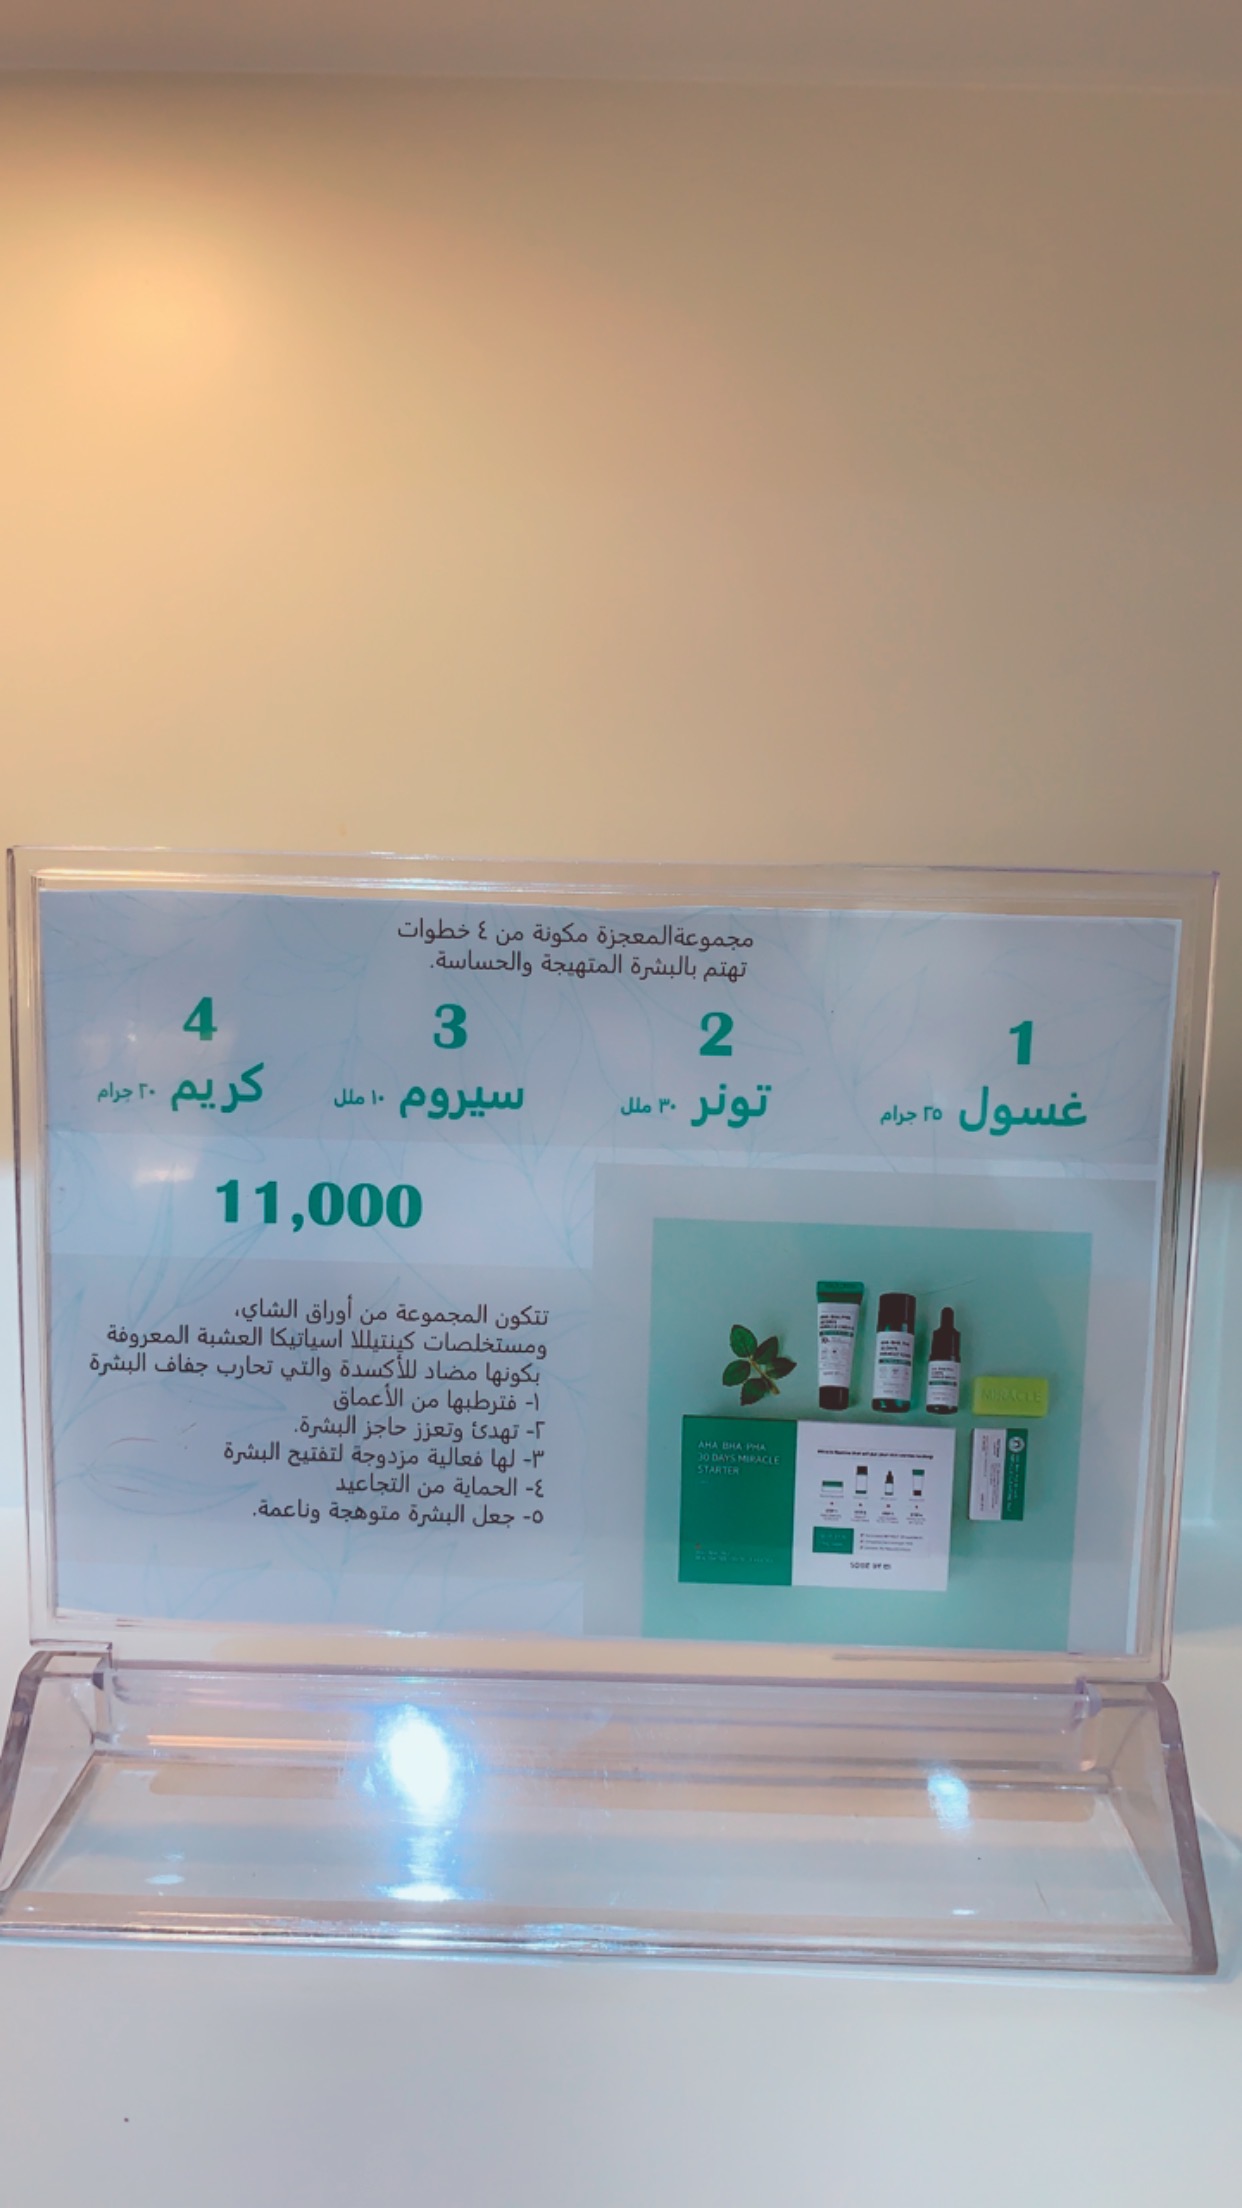 مجموعةالمعجزة مكونة من ٤ خطوات
تهتم بالبشرة المتهيجة والحساسة.
1
غسول ٢٥ جرام
2
تونر ٣٠ ملل
3
سيروم ١٠ ملل
4
كريم ٢٠ جرام
11,000
تتكون المجموعة من أوراق الشاي،
ومستخلصات كينتيللا اسياتيكا العشبة المعروفة
بكونها مضاد للأكسدة والتي تحارب جفاف البشرة
١- فترطبها من الأعماق
٢- تهدئ وتعزز حاجز البشرة.
٣- لها فعالية مزدوجة لتفتيح البشرة
٤- الحماية من التجاعيد
٥- جعل البشرة متوهجة وناعمة.
MIRACLE
AHA BHA PHA
30 DAYS MIRACLE
STARTER